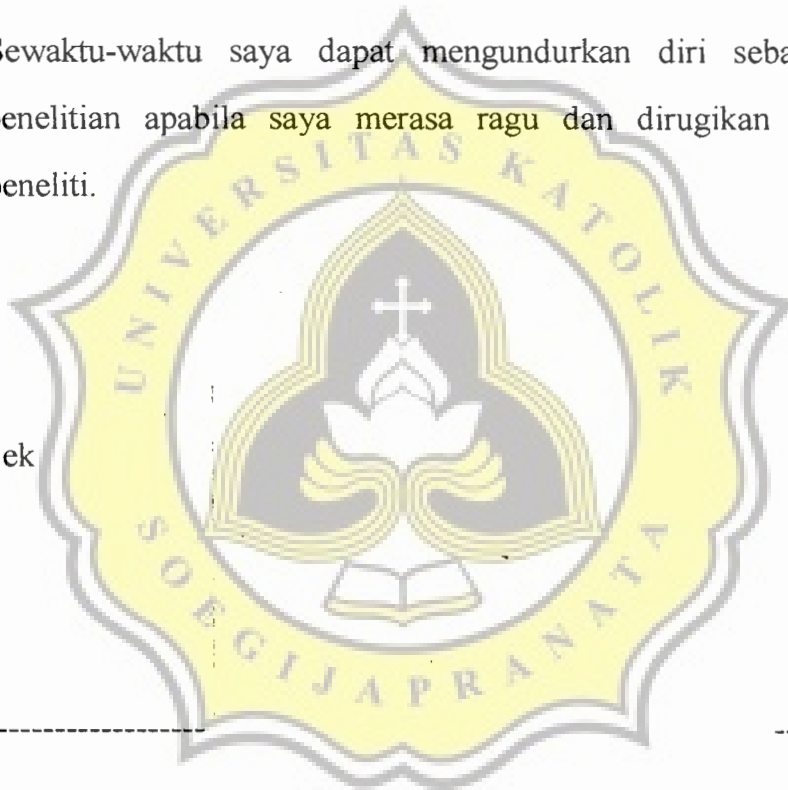 Sewaktu-waktu saya dapat mengundurkan diri seba
penelitian apabila saya merasa ragu dan dirugikan
peneliti.
UNIVERSITAS KATOLIK
ek
SOEGIJAPRANATA